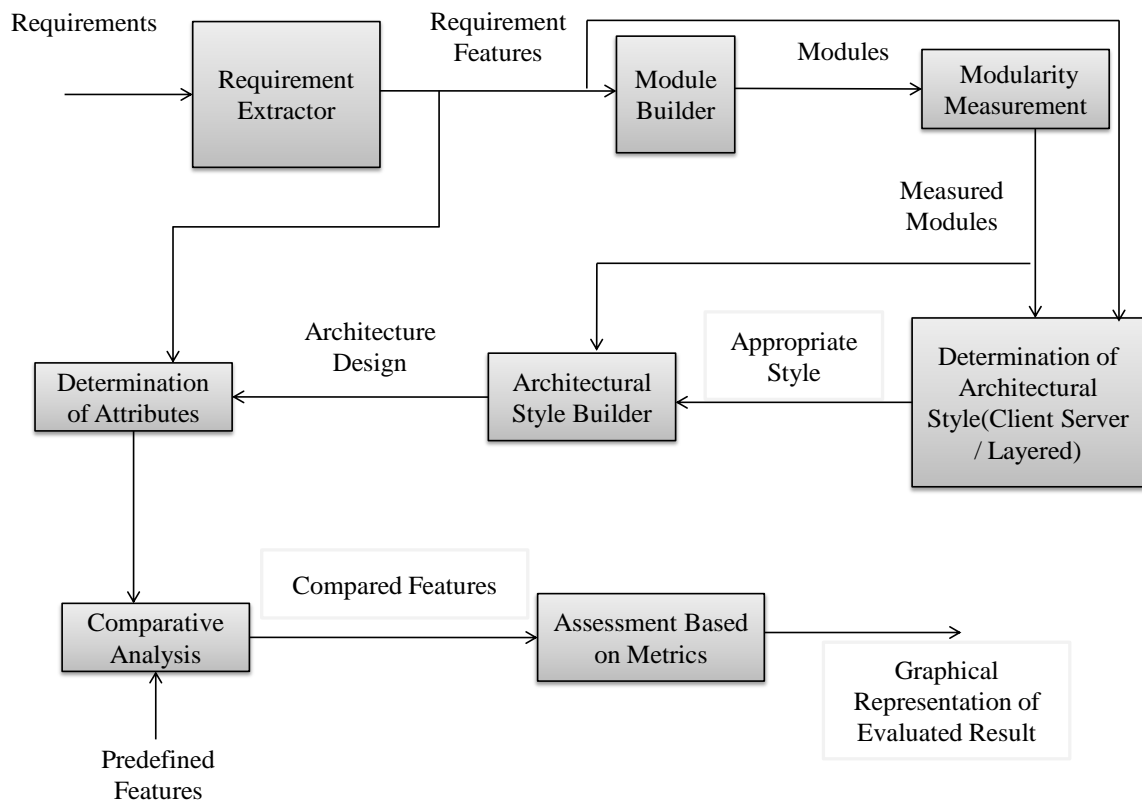 Requirements
Requirement
Extractor
Requirement
Features
Module
Builder
Modules
Modularity
Measurement
Measured
Modules
Architecture
Design
Appropriate
Style
Determination of
Architectural
Style(Client Server
/ Layered)
Determination
of Attributes
Architectural
Style Builder
Compared Features
Comparative
Analysis
Assessment Based
on Metrics
Graphical
Representation of
Evaluated Result
Predefined
Features